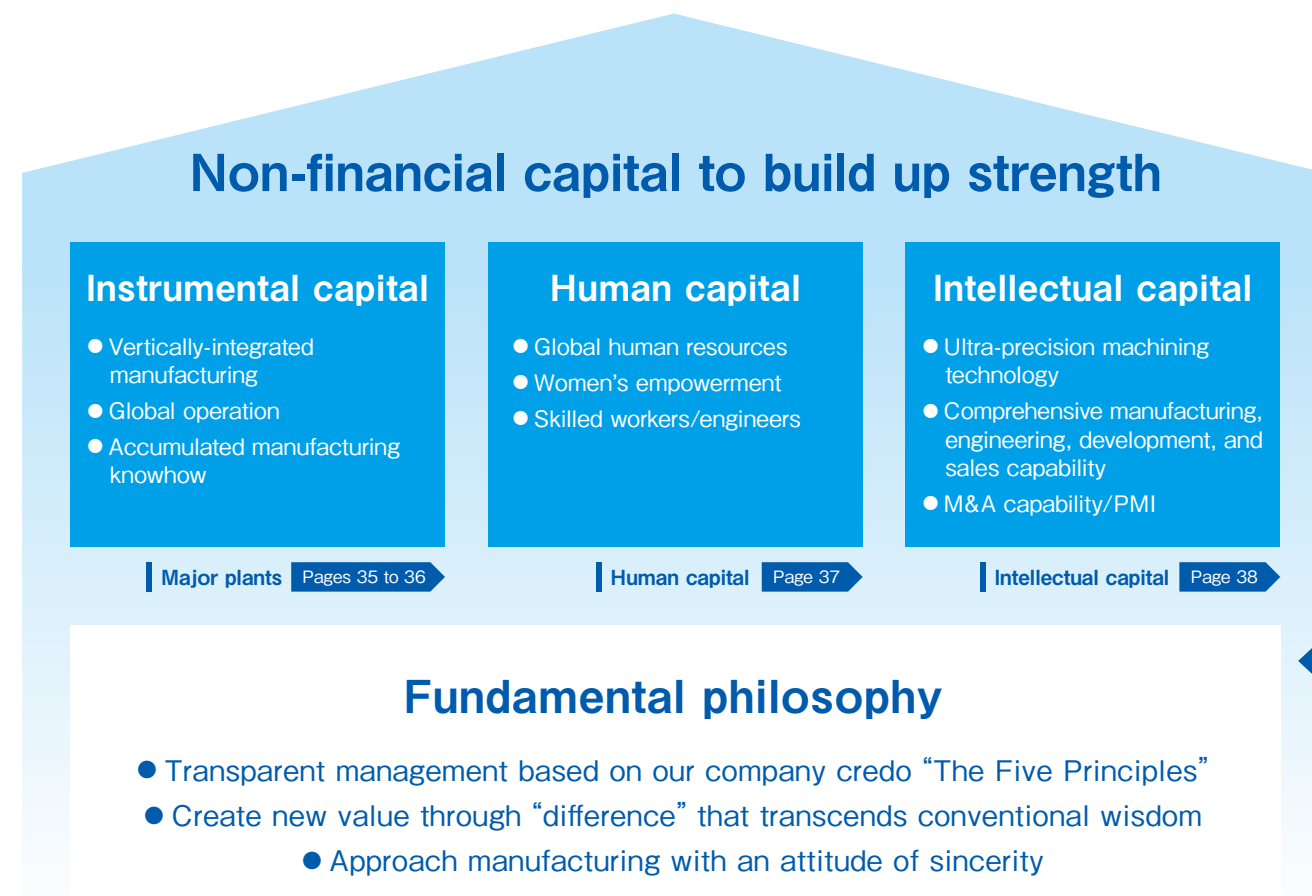 Non-financial capital to build up strength
Instrumental capital
● Vertically-integrated
manufacturing
● Global operation
● Accumulated manufacturing
knowhow
Major plants Pages 35 to 36
Human capital
● Global human resources
● Women’s empowerment
● Skilled workers/engineers
Human capital Page 37
Intellectual capital
● Ultra-precision machining
technology
● Comprehensive manufacturing,
engineering, development, and
sales capability
● M&A capability/PMI
Intellectual capital Page 38
Fundamental philosophy
● Transparent management based on our company credo “The Five Principles”
● Create new value through “difference” that transcends conventional wisdom
● Approach manufacturing with an attitude of sincerity